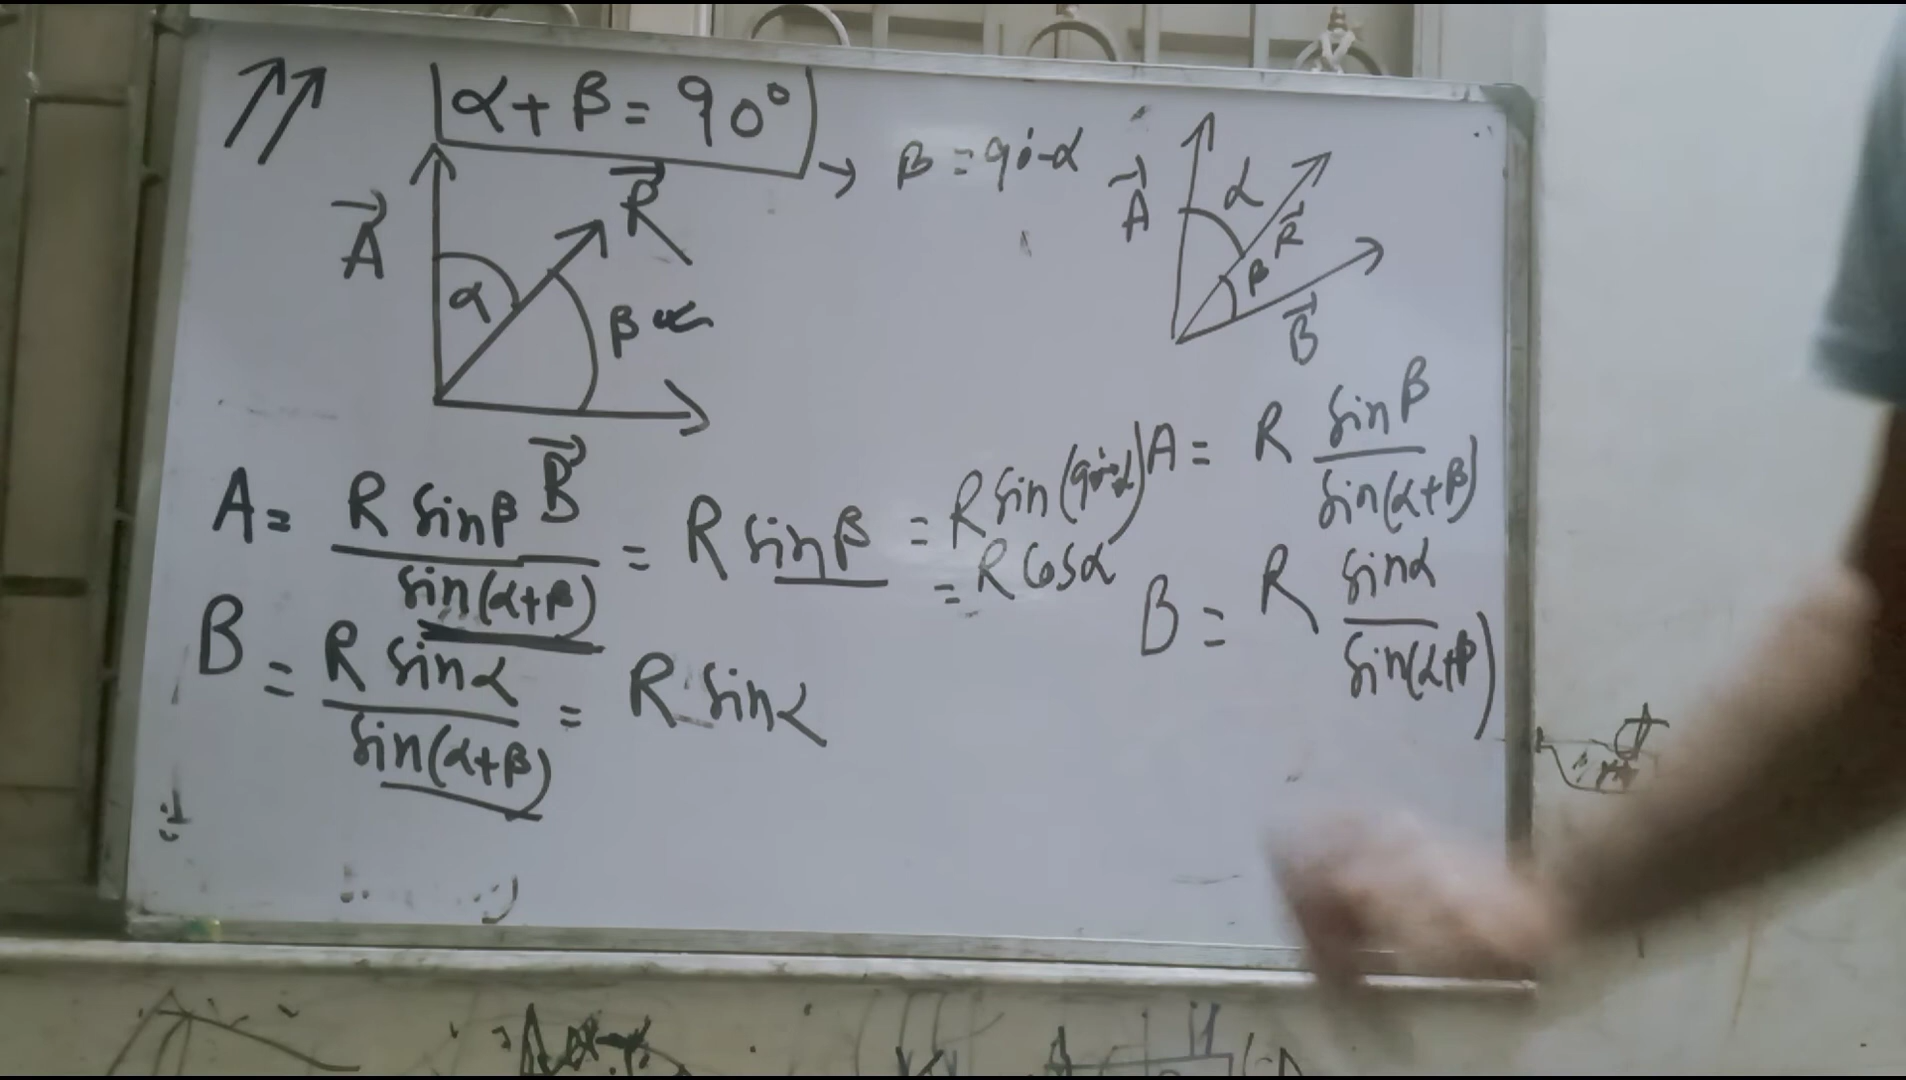 α + β = 90°
→ β = 90°-α
A⃗
R⃗
α
β
B⃗
A⃗
α
R⃗
β
B⃗
A = R sinβ / sin(α+β) = R sinβ = R sin(90°-α)
= R cosα
B = R sinα / sin(α+β) = R sinα
A = R sinβ / sin(α+β)
B = R sinα / sin(α+β)